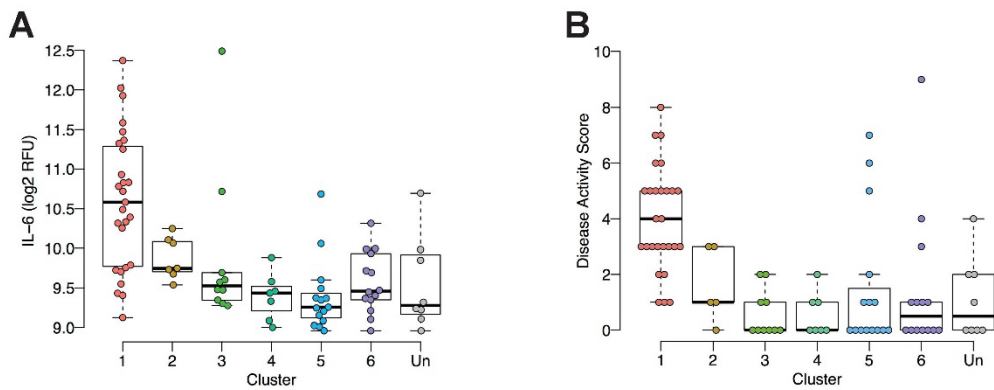 A
IL-6 (log2 RFU)
12.5
12.0
11.5
11.0
10.5
10.0
9.5
9.0
1 2 3 4 5 6 Un
Cluster
B
Disease Activity Score
10
8
6
4
2
0
1 2 3 4 5 6 Un
Cluster